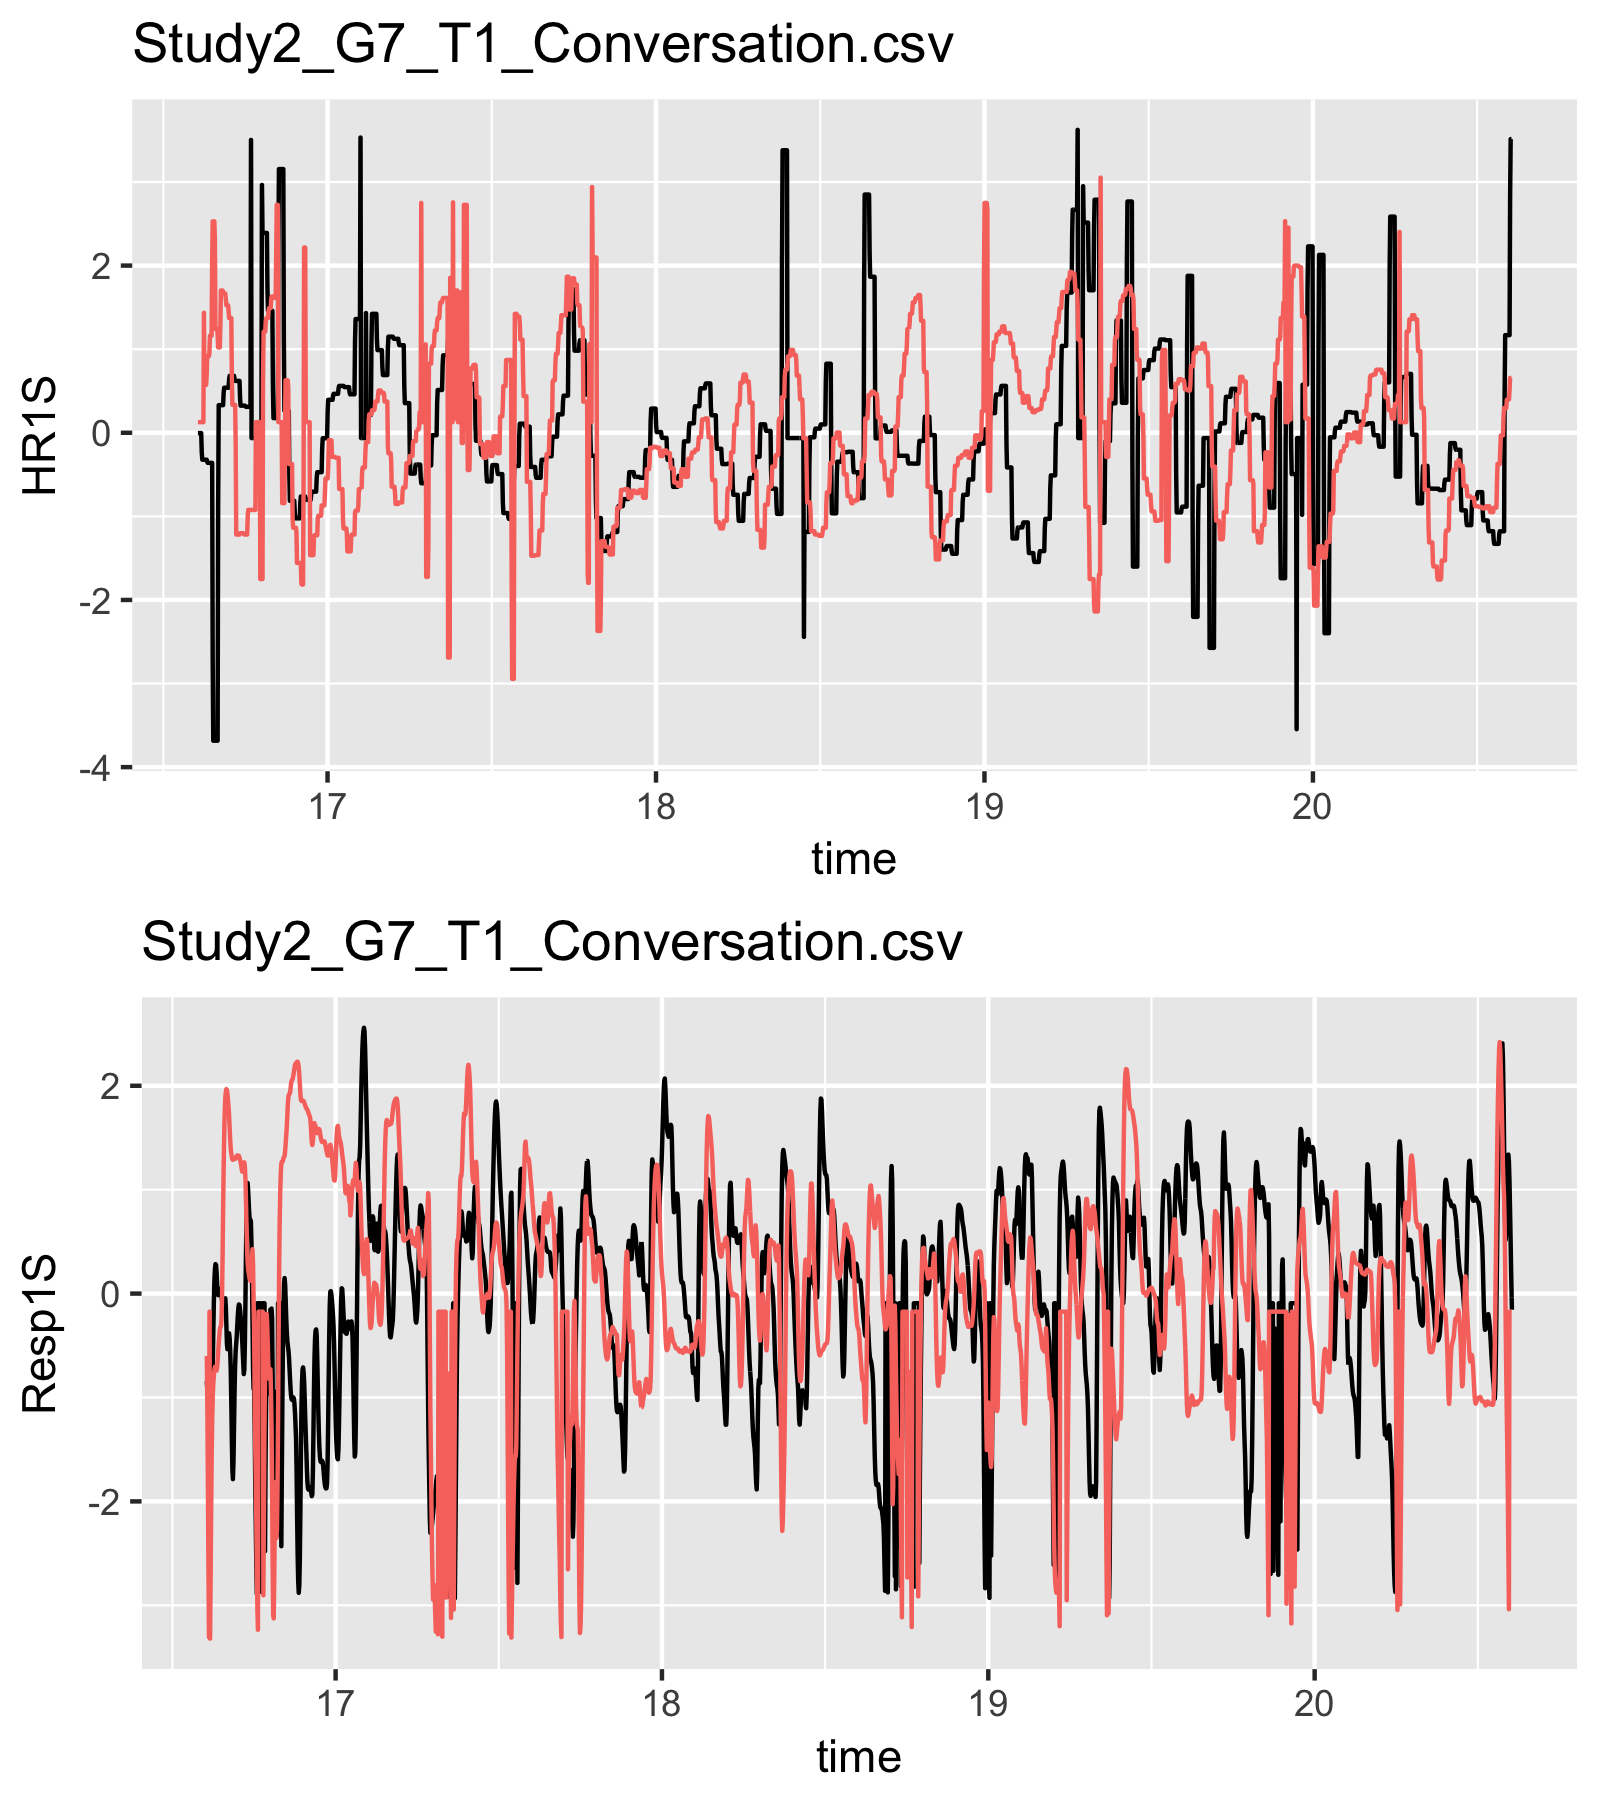 Study2_G7_T1_Conversation.csv
HR1S
2
0
-2
-4
17 18 19 20
time
Study2_G7_T1_Conversation.csv
Resp1S
2
0
-2
17 18 19 20
time